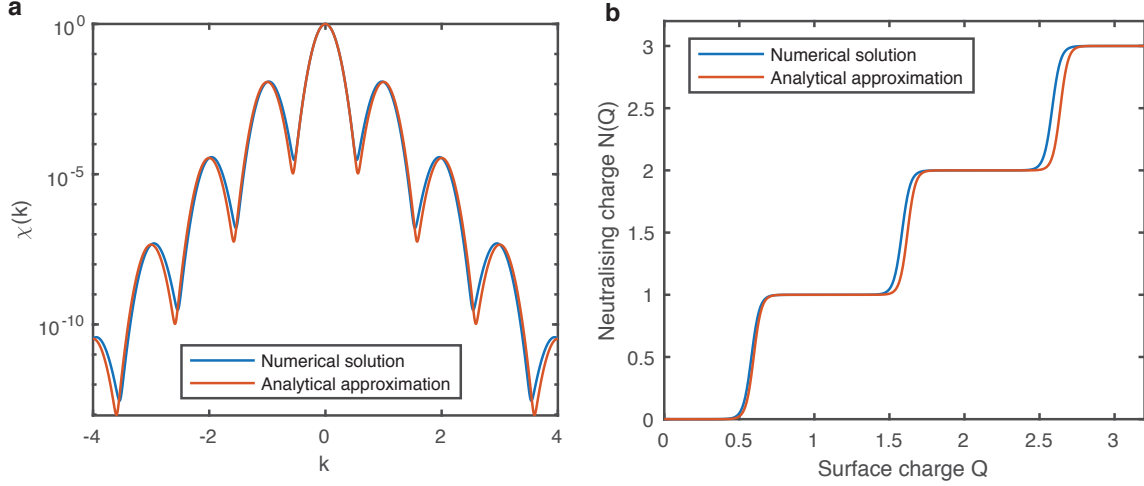 a
10^0
10^-5
10^-10
χ(k)
Numerical solution
Analytical approximation
-4
-2
0
2
4
k
b
3
2.5
2
1.5
1
0.5
0
Neutralising charge N(Q)
Numerical solution
Analytical approximation
0
0.5
1
1.5
2
2.5
3
Surface charge Q